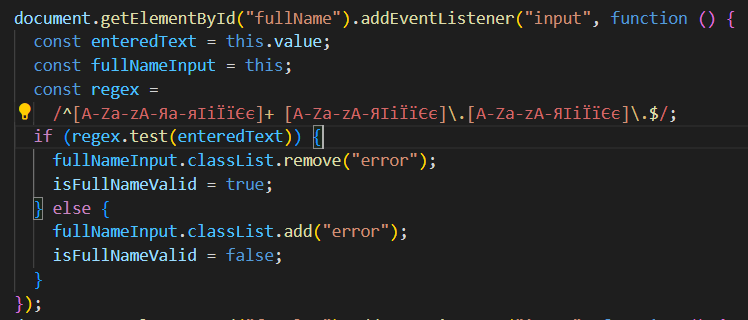 document.getElementById("fullName").addEventListener("input", function () {
const enteredText = this.value;
const fullNameInput = this;
const regex =
/^[A-Za-zА-Яа-яІіЇїЄє]+ [A-Za-zА-ЯІіЇїЄє]\.[A-Za-zА-ЯІіЇїЄє]\.$/;
if (regex.test(enteredText)) {
fullNameInput.classList.remove("error");
isFullNameValid = true;
} else {
fullNameInput.classList.add("error");
isFullNameValid = false;
}
});